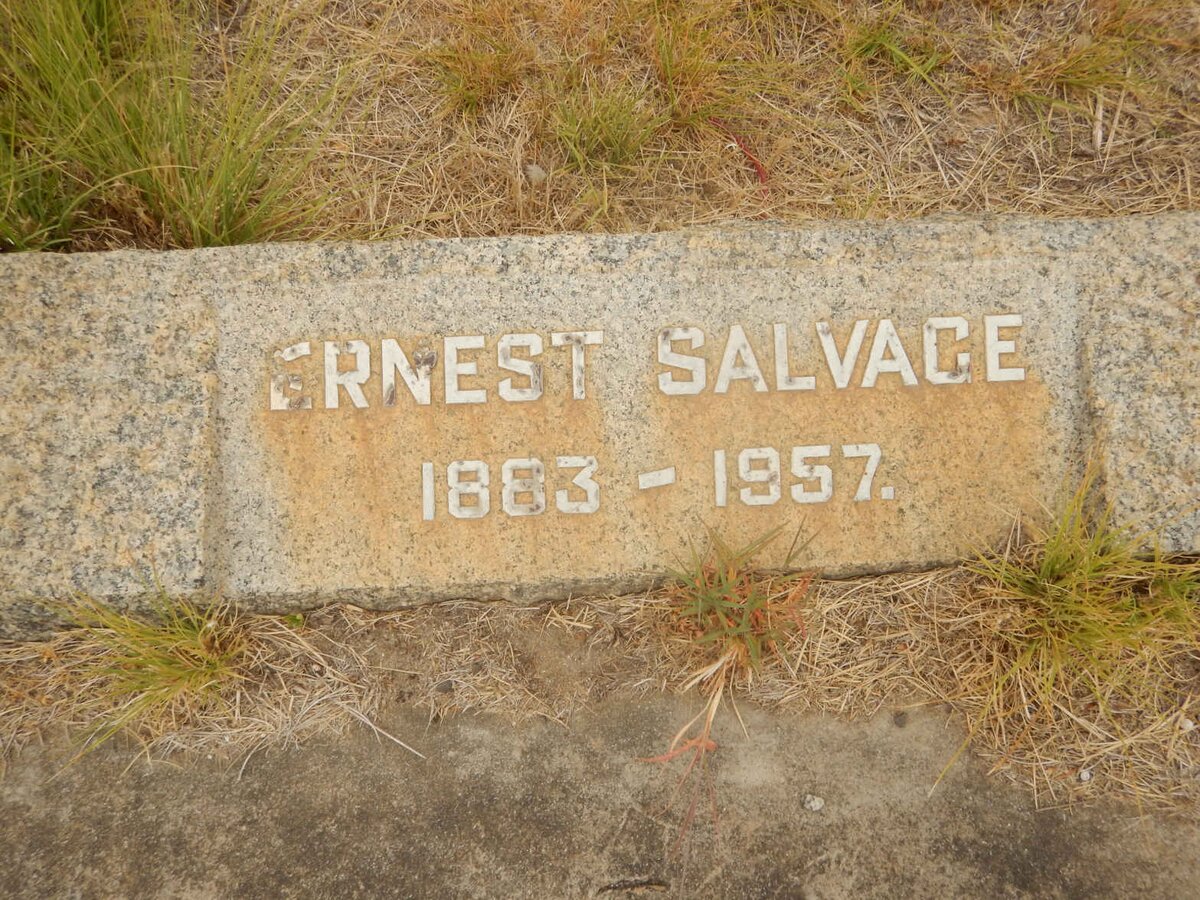 ERNEST SALVAGE
1883 - 1957.